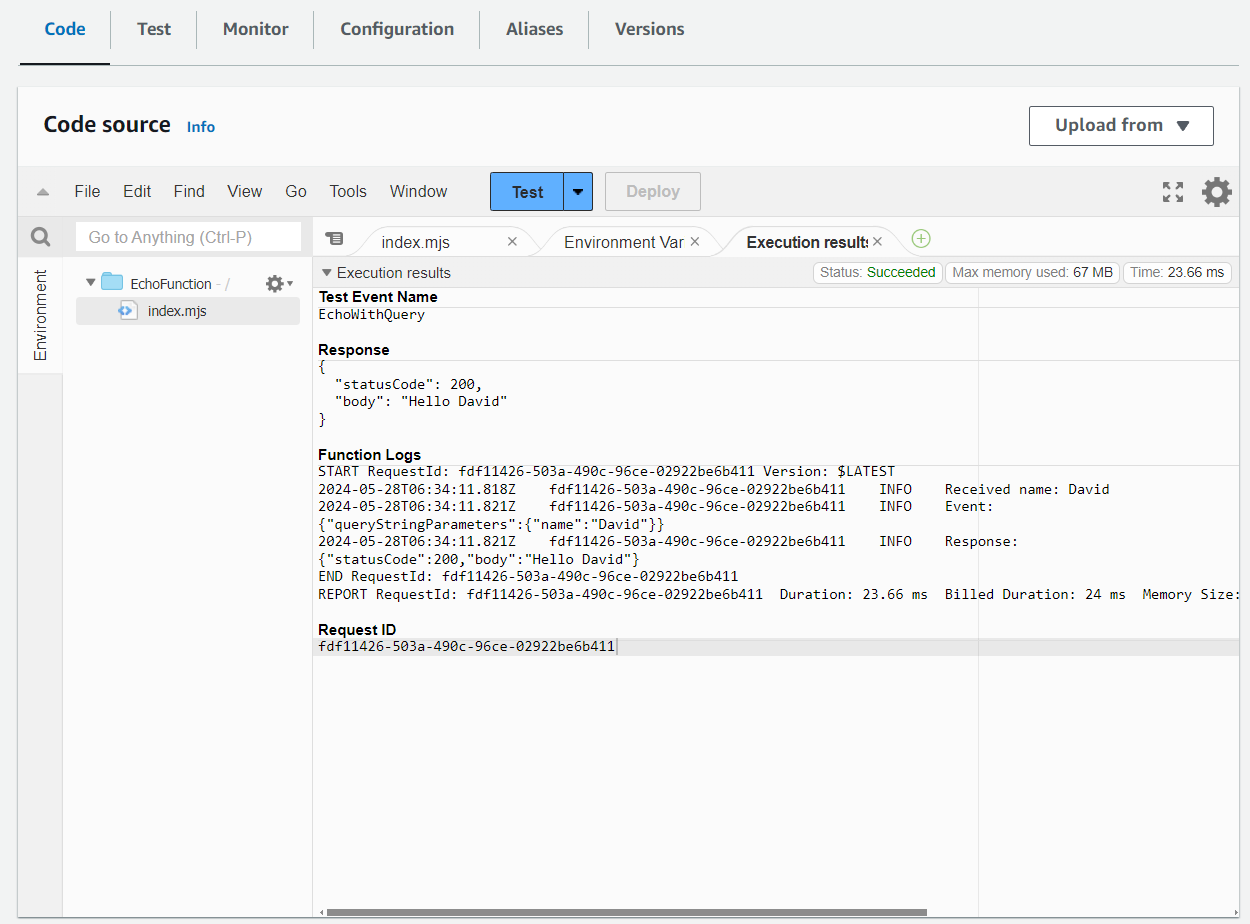 Code Test Monitor Configuration Aliases Versions
Code source Info Upload from
File Edit Find View Go Tools Window Test Deploy
Go to Anything (Ctrl-P) index.mjs Environment Var Execution results
Environment
EchoFunction - /
index.mjs
Execution results Status: Succeeded Max memory used: 67 MB Time: 23.66 ms
Test Event Name
EchoWithQuery
Response
{
"statusCode": 200,
"body": "Hello David"
}
Function Logs
START RequestId: fdf11426-503a-490c-96ce-02922be6b411 Version: $LATEST
2024-05-28T06:34:11.818Z fdf11426-503a-490c-96ce-02922be6b411 INFO Received name: David
2024-05-28T06:34:11.821Z fdf11426-503a-490c-96ce-02922be6b411 INFO Event:
{"queryStringParameters":{"name":"David"}}
2024-05-28T06:34:11.821Z fdf11426-503a-490c-96ce-02922be6b411 INFO Response:
{"statusCode":200,"body":"Hello David"}
END RequestId: fdf11426-503a-490c-96ce-02922be6b411
REPORT RequestId: fdf11426-503a-490c-96ce-02922be6b411 Duration: 23.66 ms Billed Duration: 24 ms Memory Size:
Request ID
fdf11426-503a-490c-96ce-02922be6b411